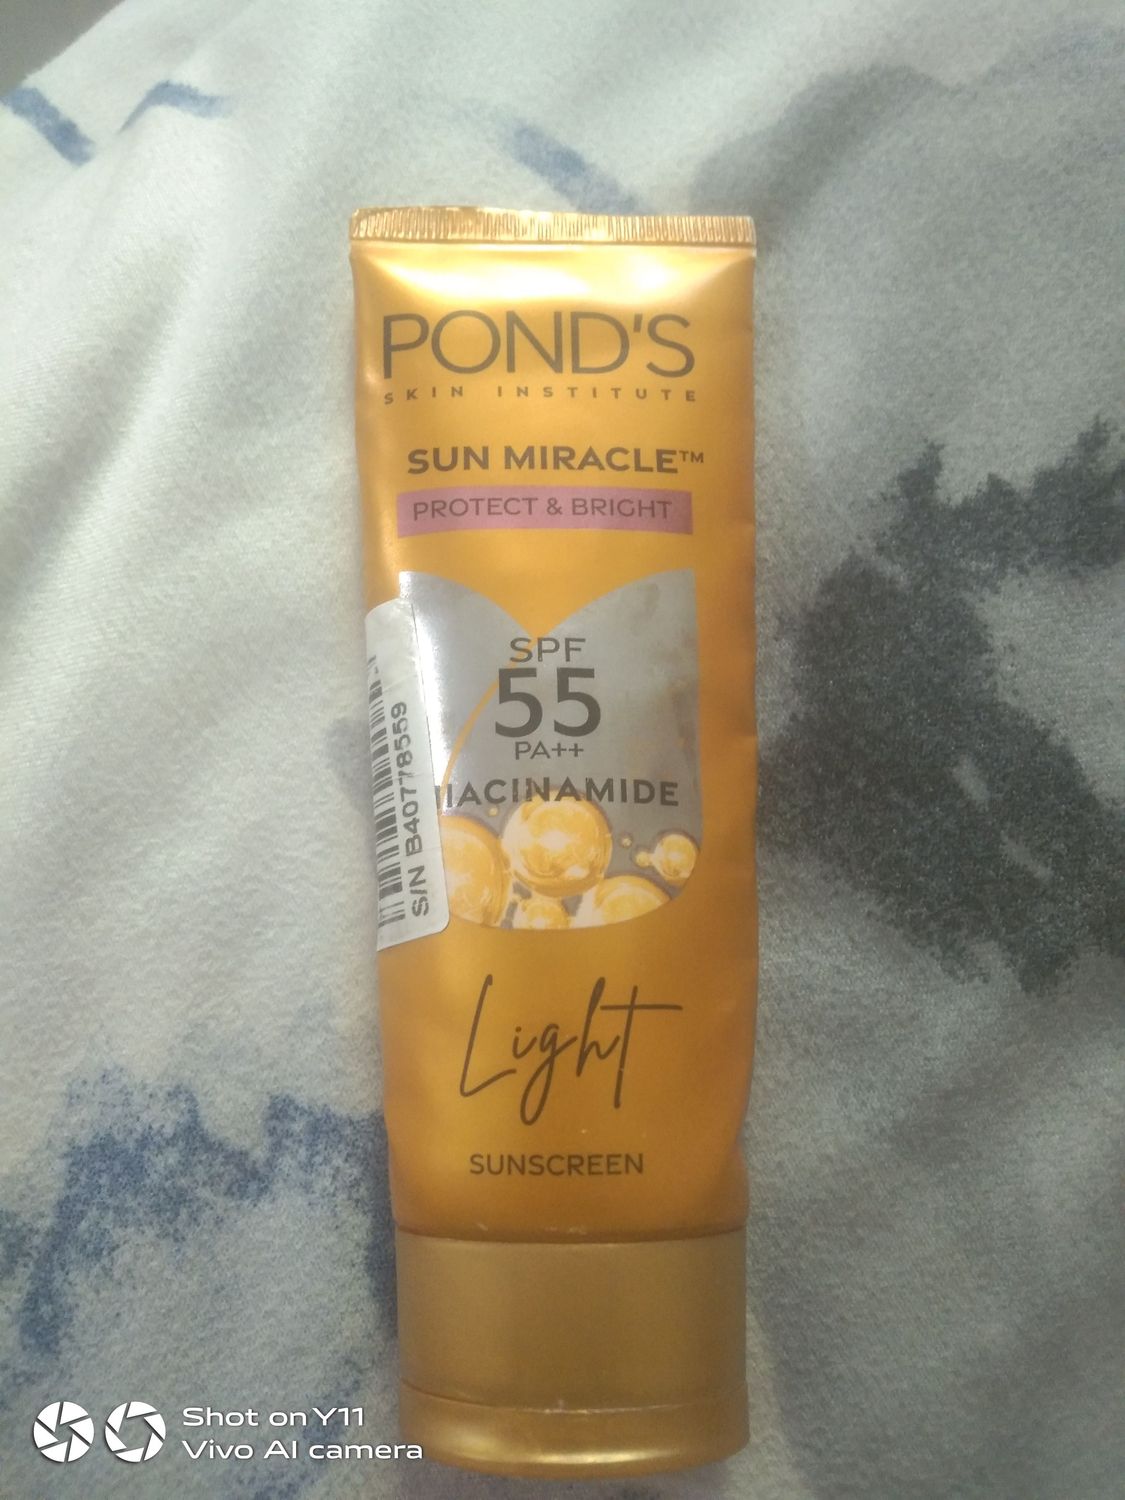 POND'S
SKIN INSTITUTE
SUN MIRACLE™
PROTECT & BRIGHT
SPF
55
PA++
NIACINAMIDE
S/N B40778559
Light
SUNSCREEN
Shot on Y11
Vivo AI camera